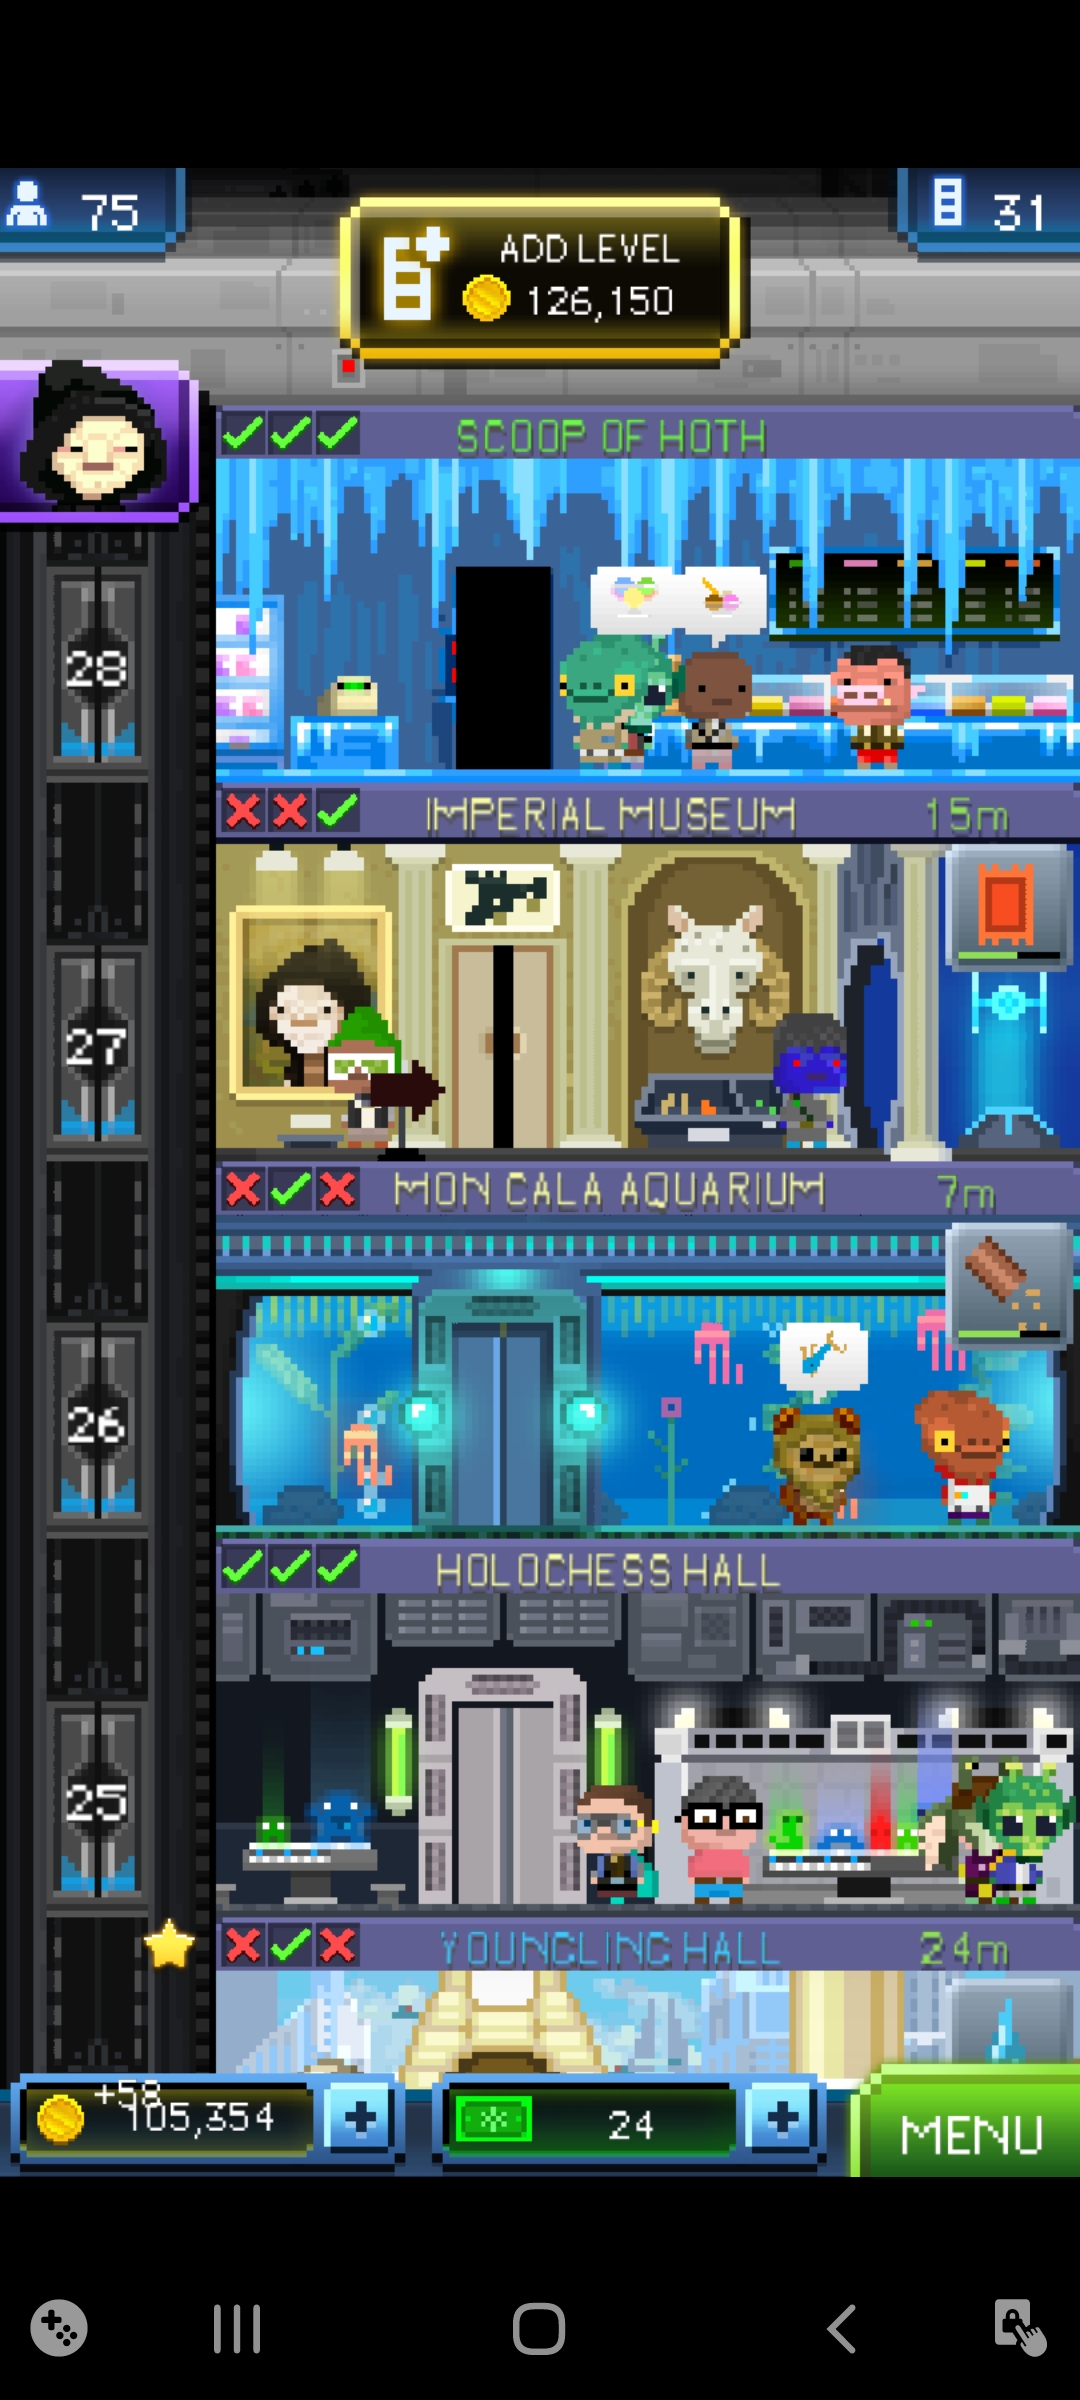 75
31
ADD LEVEL
126,150
SCOOP OF HOTH
28
IMPERIAL MUSEUM 15m
27
MON CALA AQUARIUM 7m
26
HOLOCHESS HALL
25
YOUNGLING HALL 24m
+58
105,354
24
MENU